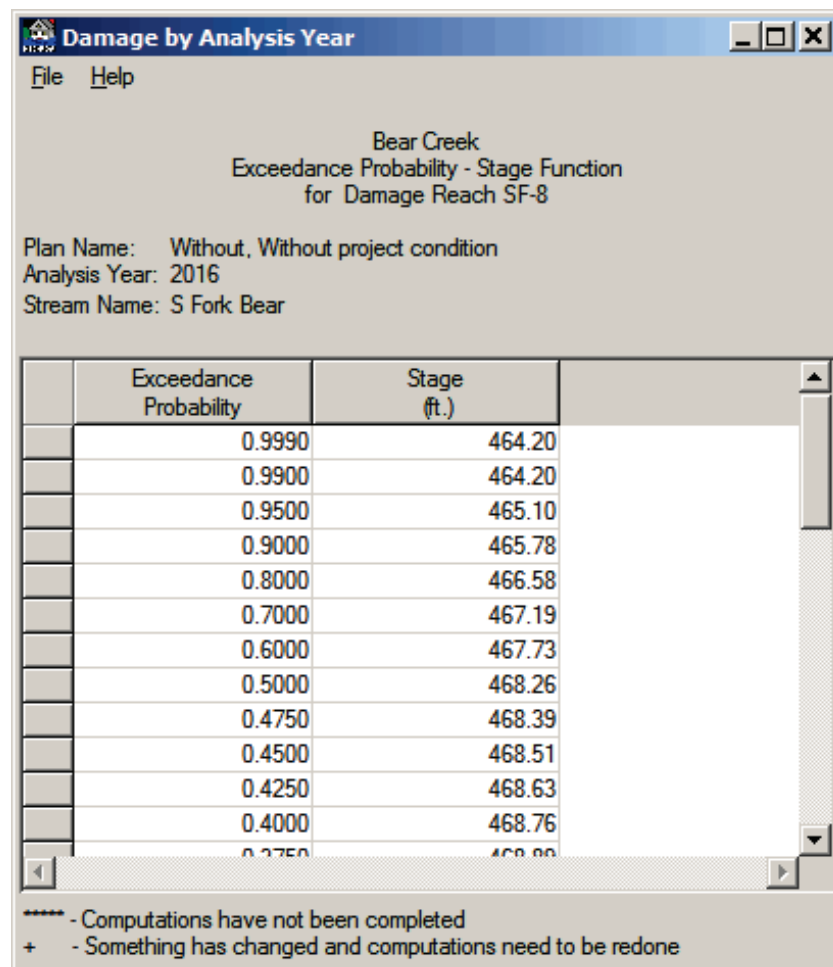 Damage by Analysis Year
File Help
Bear Creek
Exceedance Probability - Stage Function
for Damage Reach SF-8
Plan Name: Without, Without project condition
Analysis Year: 2016
Stream Name: S Fork Bear
Exceedance Probability Stage (ft.)
0.9990 464.20
0.9900 464.20
0.9500 465.10
0.9000 465.78
0.8000 466.58
0.7000 467.19
0.6000 467.73
0.5000 468.26
0.4750 468.39
0.4500 468.51
0.4250 468.63
0.4000 468.76
***** - Computations have not been completed
+ - Something has changed and computations need to be redone